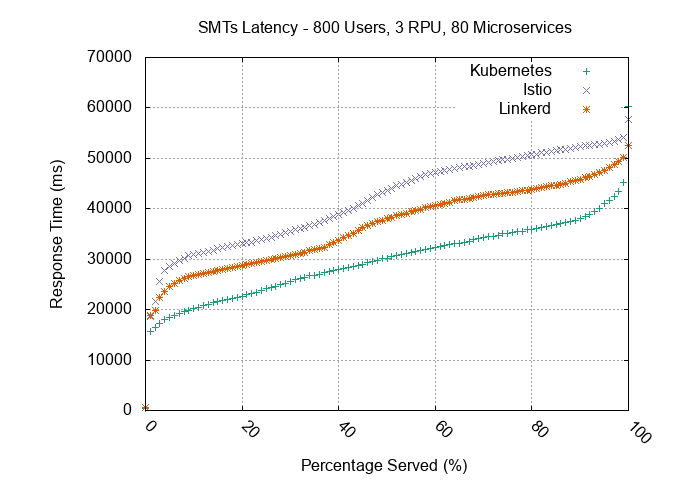 SMTs Latency - 800 Users, 3 RPU, 80 Microservices
70000
60000
50000
40000
30000
20000
10000
0
Response Time (ms)
Kubernetes
Istio
Linkerd
0
20
40
60
80
100
Percentage Served (%)